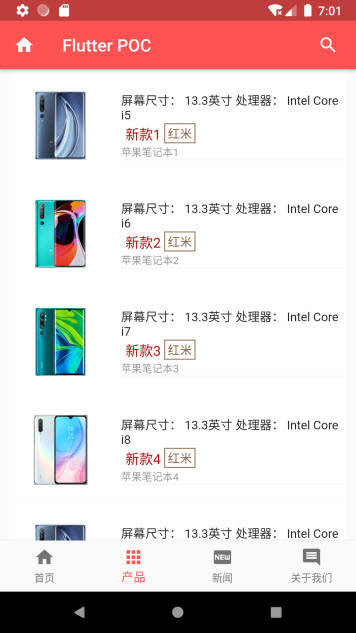 7:01
Flutter POC
屏幕尺寸： 13.3英寸 处理器： Intel Core
i5
新款1 红米
苹果笔记本1
屏幕尺寸： 13.3英寸 处理器： Intel Core
i6
新款2 红米
苹果笔记本2
屏幕尺寸： 13.3英寸 处理器： Intel Core
i7
新款3 红米
苹果笔记本3
屏幕尺寸： 13.3英寸 处理器： Intel Core
i8
新款4 红米
苹果笔记本4
屏幕尺寸： 13.3英寸 处理器： Intel Core
NEW
首页 产品 新闻 关于我们